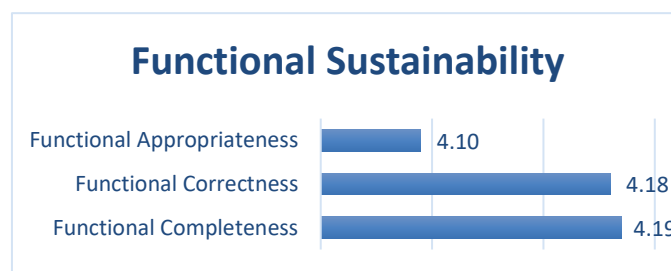 Functional Sustainability
Functional Appropriateness 4.10
Functional Correctness 4.18
Functional Completeness 4.19